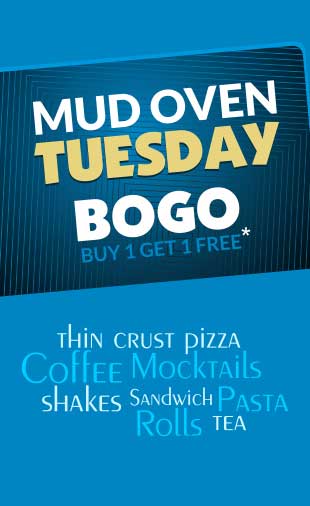 MUD OVEN
TUESDAY
BOGO
BUY 1 GET 1 FREE*
THIN CRUST PIZZA
COFFEE MOCKTAILS
SHAKES SANDWICH PASTA
ROLLS TEA